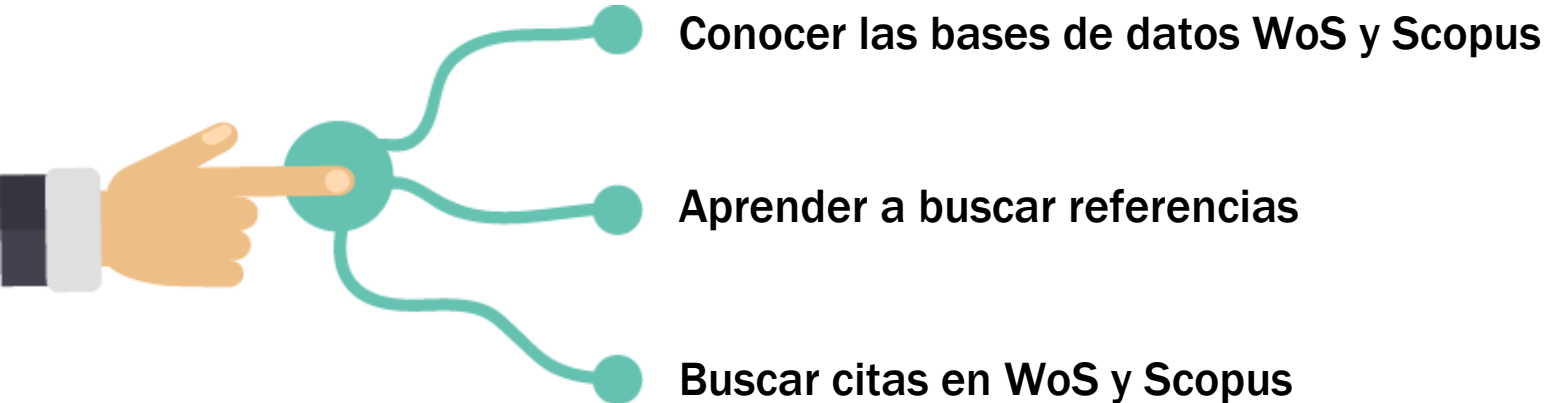 Conocer las bases de datos WoS y Scopus
Aprender a buscar referencias
Buscar citas en WoS y Scopus